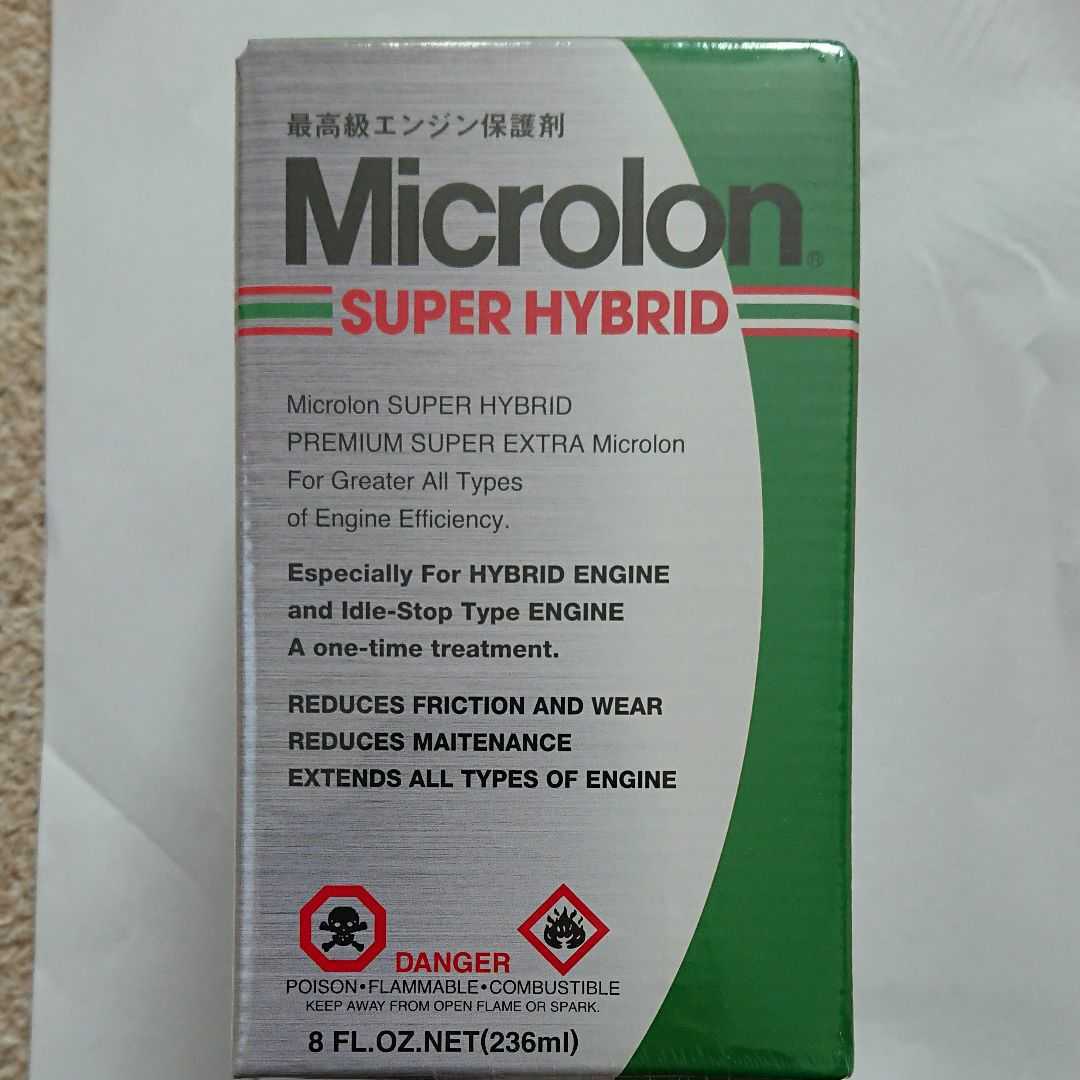 最高級エンジン保護剤
Microlon®
SUPER HYBRID
Microlon SUPER HYBRID
PREMIUM SUPER EXTRA Microlon
For Greater All Types
of Engine Efficiency.
Especially For HYBRID ENGINE
and Idle-Stop Type ENGINE
A one-time treatment.
REDUCES FRICTION AND WEAR
REDUCES MAITENANCE
EXTENDS ALL TYPES OF ENGINE
DANGER
POISON•FLAMMABLE•COMBUSTIBLE
KEEP AWAY FROM OPEN FLAME OR SPARK.
8 FL.OZ.NET(236ml)